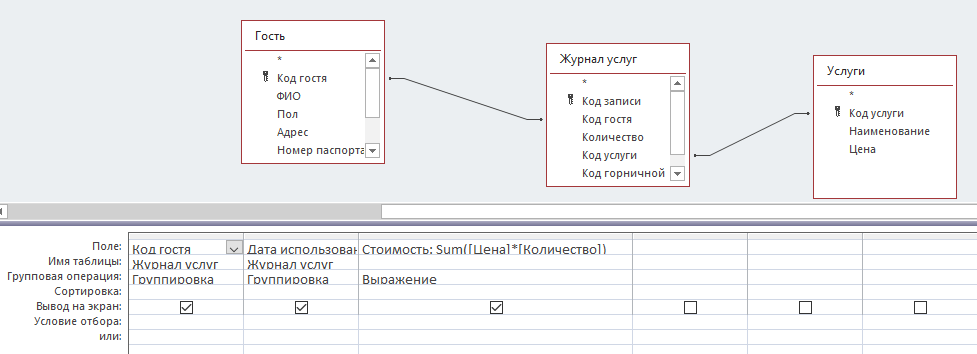 Гость
*
Код гостя
ФИО
Пол
Адрес
Номер паспорта
Журнал услуг
*
Код записи
Код гостя
Количество
Код услуги
Код горничной
Услуги
*
Код услуги
Наименование
Цена
Поле: Код гостя Дата использован Стоимость: Sum([Цена]*[Количество])
Имя таблицы: Журнал услуг Журнал услуг
Групповая операция: Группировка Группировка Выражение
Сортировка:
Вывод на экран:
Условие отбора:
или: